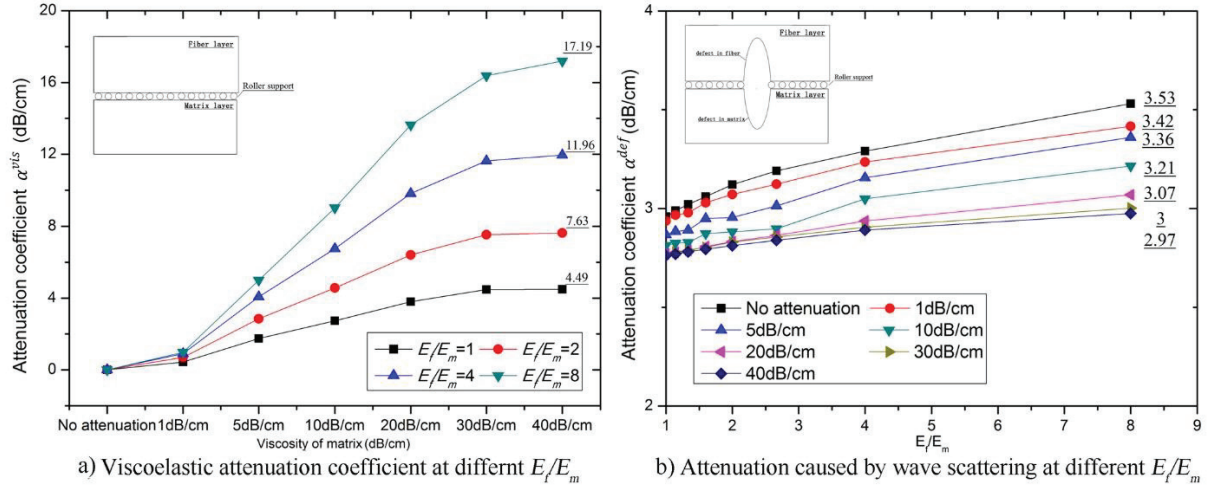 20
16
12
8
4
0
Attenuation coefficient α^vis (dB/cm)
Fiber layer
Roller support
Matrix layer
17.19
11.96
7.63
4.49
E_f/E_m=1 E_f/E_m=2
E_f/E_m=4 E_f/E_m=8
No attenuation 1dB/cm 5dB/cm 10dB/cm 20dB/cm 30dB/cm 40dB/cm
Viscosity of matrix (dB/cm)
a) Viscoelastic attenuation coefficient at differnt E_f/E_m
4
3
2
Attenuation coefficient α^def (dB/cm)
Fiber layer
defect in fiber
Roller support
Matrix layer
defect in matrix
3.53
3.42
3.36
3.21
3.07
3
2.97
No attenuation 1dB/cm
5dB/cm 10dB/cm
20dB/cm 30dB/cm
40dB/cm
1 2 3 4 5 6 7 8 9
E_f/E_m
b) Attenuation caused by wave scattering at different E_f/E_m